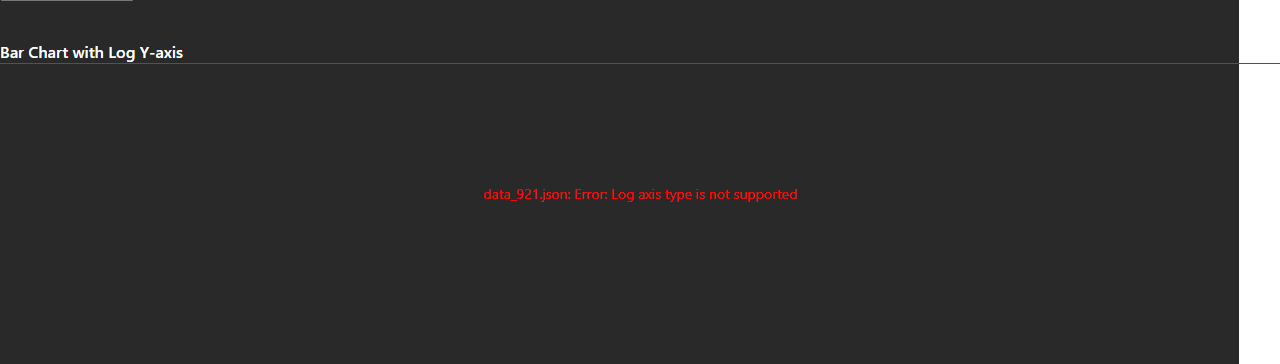 Bar Chart with Log Y-axis
data_921.json: Error: Log axis type is not supported